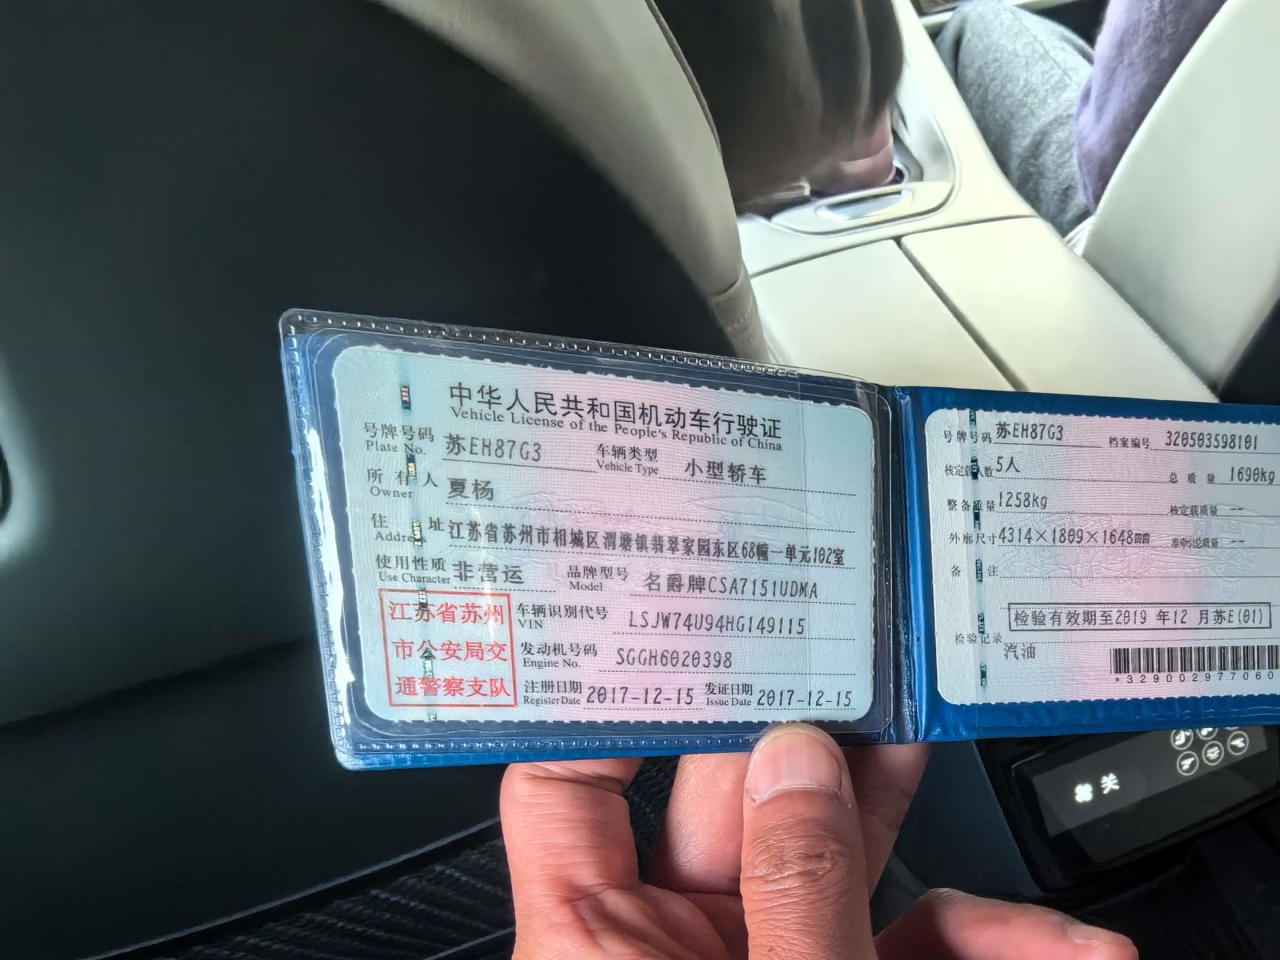 中华人民共和国机动车行驶证
Vehicle License of the People's Republic of China
号牌号码 苏EH87G3 车辆类型 小型轿车
Plate No. Vehicle Type
所有人 夏杨
Owner
住址 江苏省苏州市相城区渭塘镇翡翠家园东区68幢一单元102室
Address
使用性质 非营运 品牌型号 名爵牌CSA7151UDMA
Use Character Model
江苏省苏州
市公安局交
通警察支队
车辆识别代号 LSJW74U94HG149115
VIN
发动机号码 SGGH6020398
Engine No.
注册日期 2017-12-15 发证日期 2017-12-15
Register Date Issue Date
号牌号码 苏EH87G3 档案编号 320503598101
核定载人数 5人 总质量 1690kg
整备质量 1258kg 核定载质量 --
外廓尺寸 4314×1809×1648mm 准牵引总质量 --
备注
检验有效期至2019年12月苏E(01)
检验记录
汽油
*329002977060
关